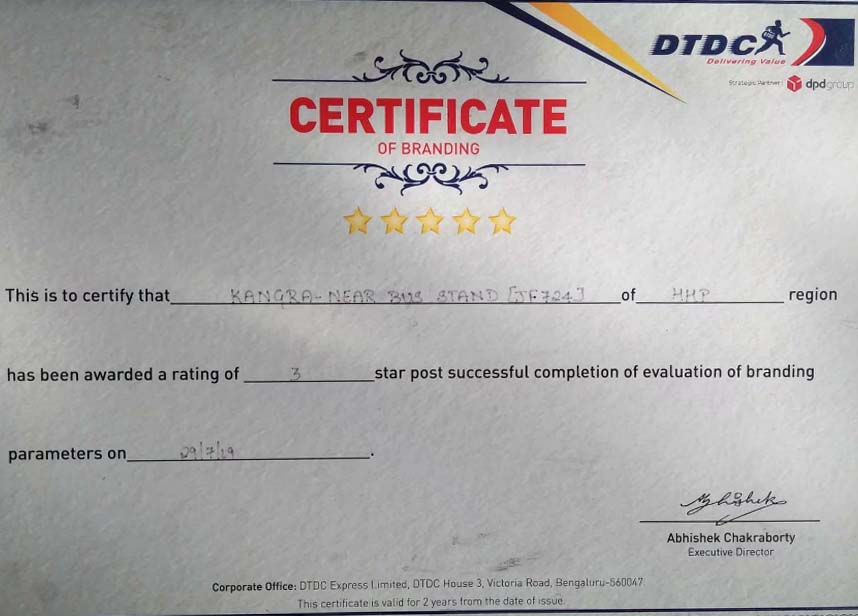 DTDC
Delivering Value
Strategic Partner: dpdgroup
CERTIFICATE
OF BRANDING
This is to certify that KANGRA-NEAR BUS STAND [JF724] of HHP region
has been awarded a rating of 3 star post successful completion of evaluation of branding
parameters on 29/7/19.
Abhishek
Abhishek Chakraborty
Executive Director
Corporate Office: DTDC Express Limited, DTDC House 3, Victoria Road, Bengaluru-560047
This certificate is valid for 2 years from the date of issue.